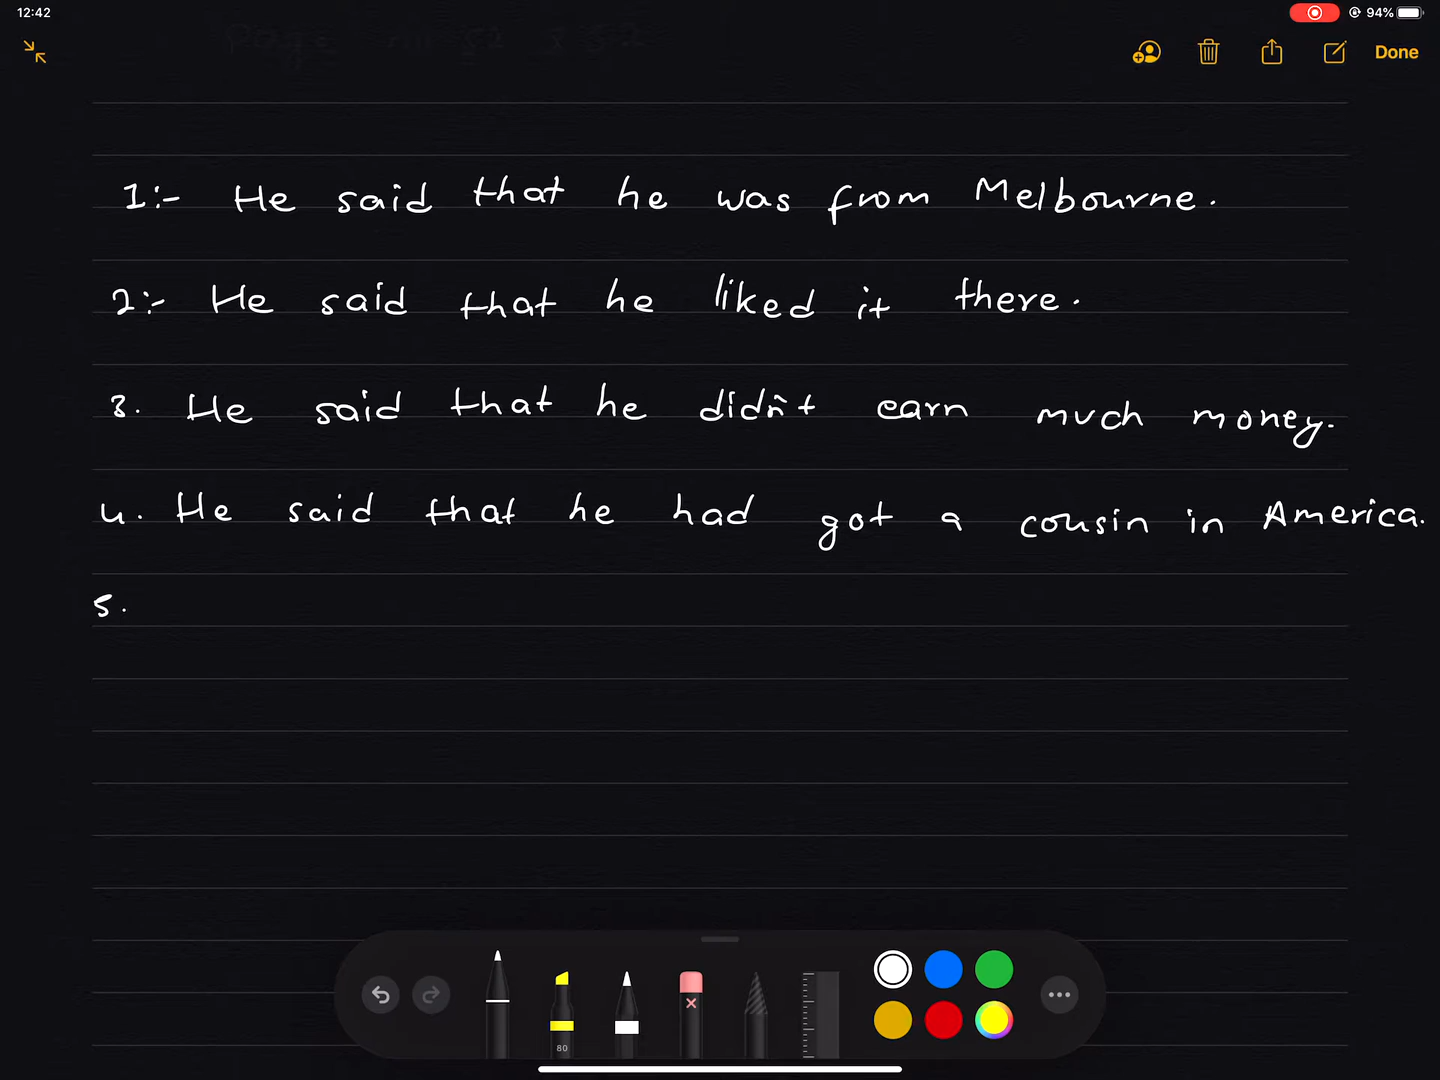 12:42
94%
Done
1:- He said that he was from Melbourne.
2:- He said that he liked it there.
3. He said that he didn't earn much money.
4. He said that he had got a cousin in America.
5.
80